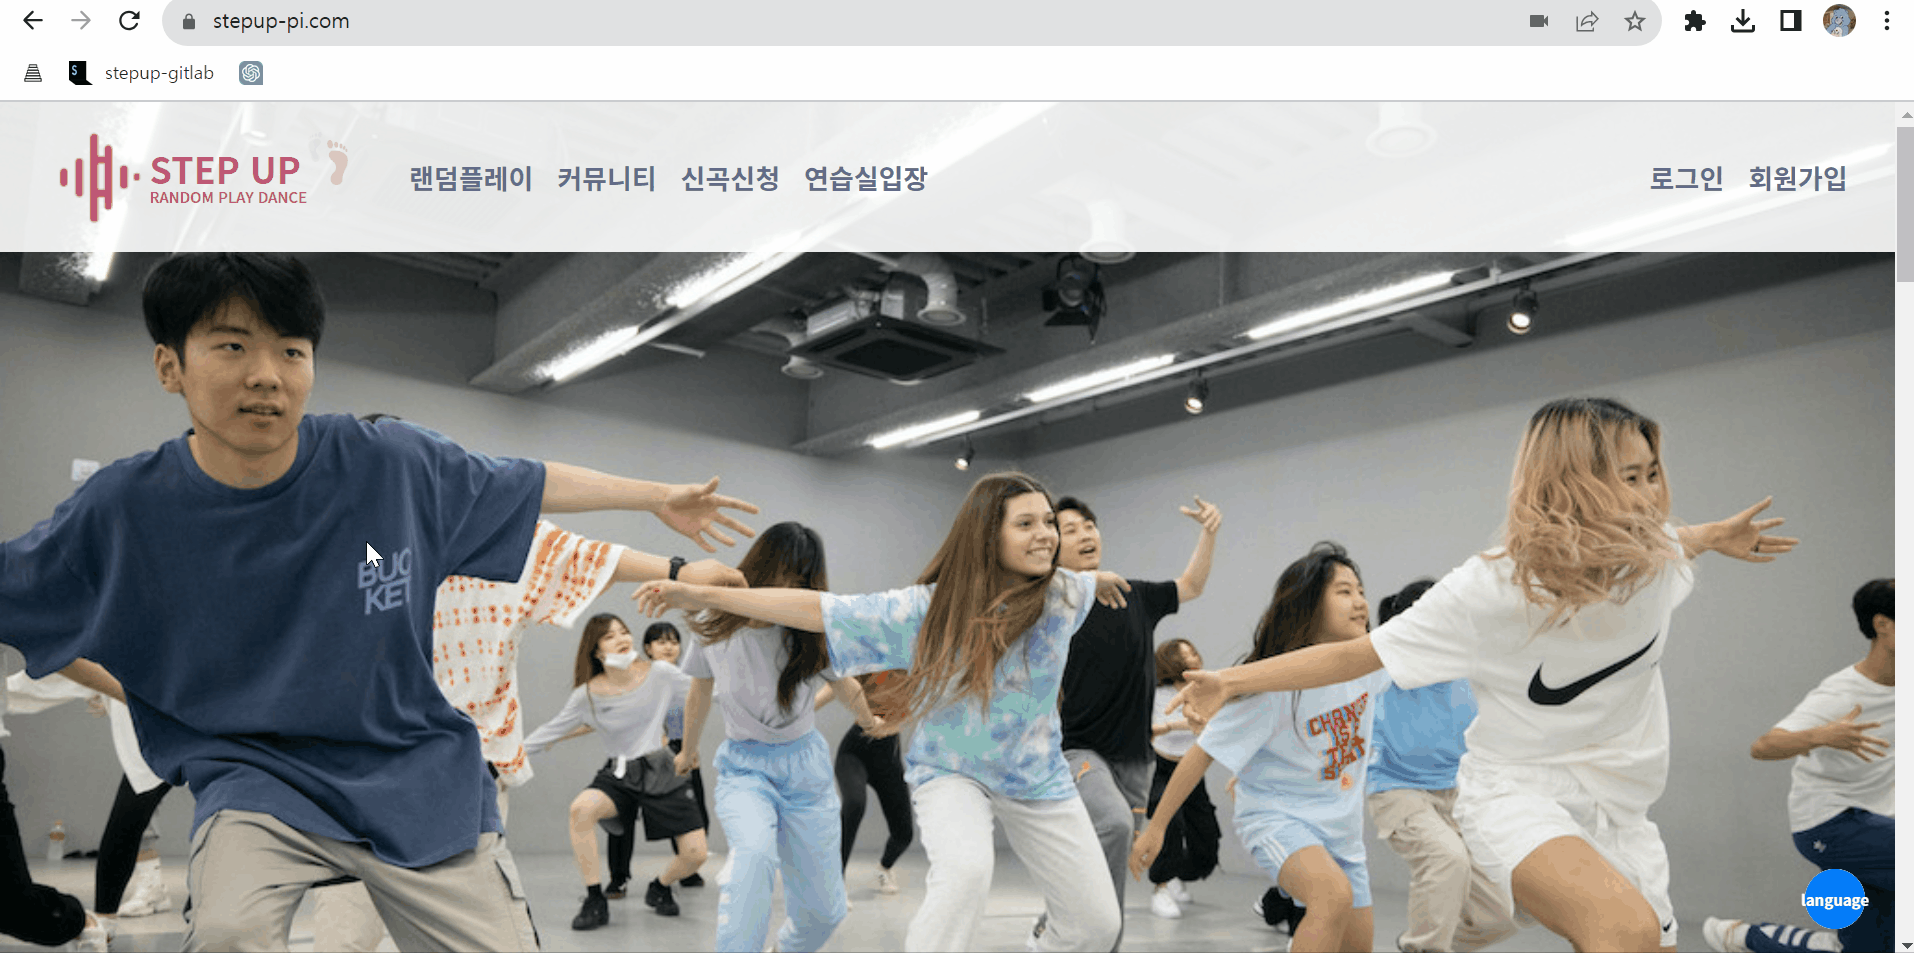 stepup-pi.com
stepup-gitlab
STEP UP
RANDOM PLAY DANCE
랜덤플레이 커뮤니티 신곡신청 연습실입장
로그인 회원가입
BUC
KET
CHANGE
IS
THAT
language